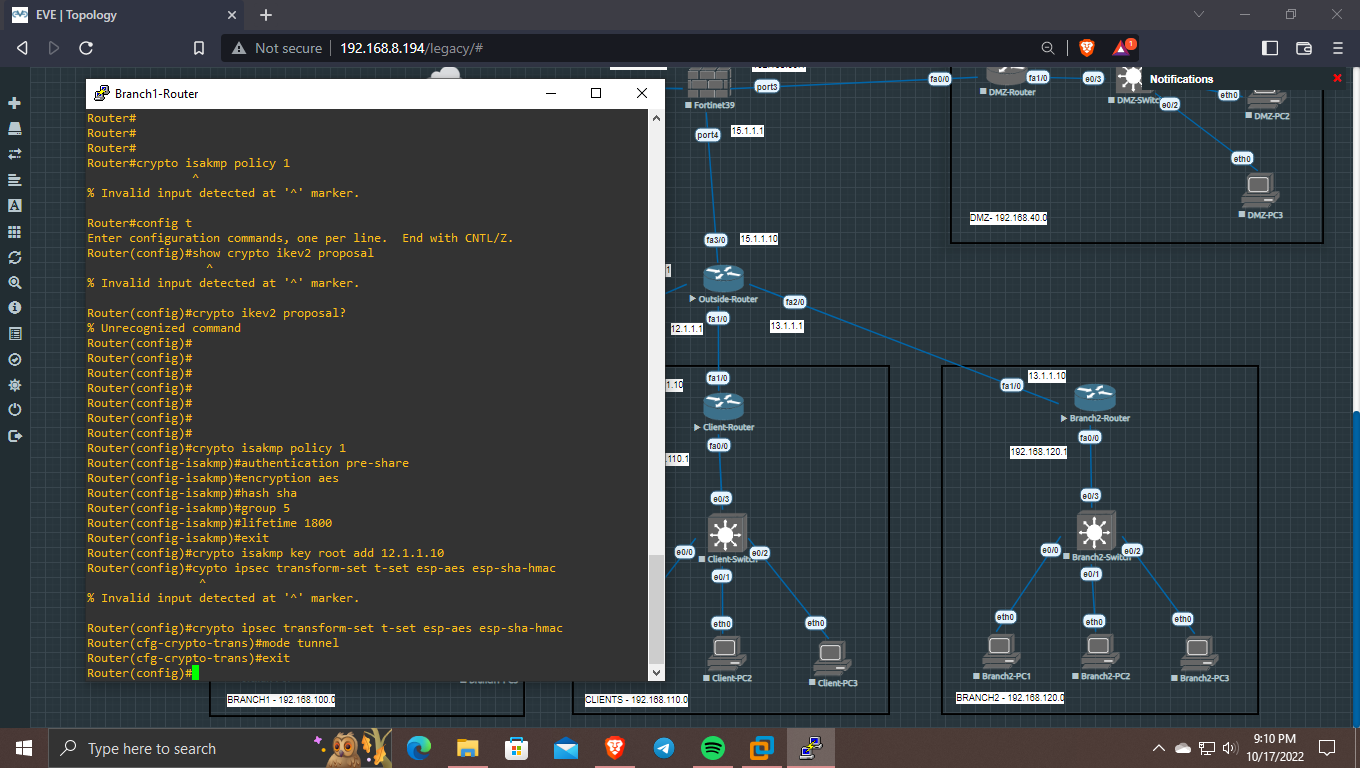 EVE | Topology
Not secure
192.168.8.194/legacy/#
1
Branch1-Router
Router#
Router#
Router#
Router#crypto isakmp policy 1
^
% Invalid input detected at '^' marker.
Router#config t
Enter configuration commands, one per line.  End with CNTL/Z.
Router(config)#show crypto ikev2 proposal
^
% Invalid input detected at '^' marker.
Router(config)#crypto ikev2 proposal?
% Unrecognized command
Router(config)#
Router(config)#
Router(config)#
Router(config)#
Router(config)#
Router(config)#
Router(config)#
Router(config)#crypto isakmp policy 1
Router(config-isakmp)#authentication pre-share
Router(config-isakmp)#encryption aes
Router(config-isakmp)#hash sha
Router(config-isakmp)#group 5
Router(config-isakmp)#lifetime 1800
Router(config-isakmp)#exit
Router(config)#crypto isakmp key root add 12.1.1.10
Router(config)#cypto ipsec transform-set t-set esp-aes esp-sha-hmac
^
% Invalid input detected at '^' marker.
Router(config)#crypto ipsec transform-set t-set esp-aes esp-sha-hmac
Router(cfg-crypto-trans)#mode tunnel
Router(cfg-crypto-trans)#exit
Router(config)#
Fortinet39
port3
port4
15.1.1.1
fa0/0
DMZ-Router
fa1/0
e0/3
DMZ-Switch
e0/2
Notifications
eth0
DMZ-PC2
eth0
DMZ-PC3
DMZ- 192.168.40.0
fa3/0
15.1.1.10
Outside-Router
fa2/0
13.1.1.1
fa1/0
12.1.1.1
fa1/0
1.10
Client-Router
fa0/0
.110.1
e0/3
e0/0
e0/2
Client-Switch
e0/1
eth0
eth0
Client-PC2
Client-PC3
CLIENTS - 192.168.110.0
BRANCH1 - 192.168.100.0
13.1.1.10
fa1/0
Branch2-Router
fa0/0
192.168.120.1
e0/3
e0/0
e0/2
Branch2-Switch
e0/1
eth0
eth0
eth0
Branch2-PC1
Branch2-PC2
Branch2-PC3
BRANCH2 - 192.168.120.0
Type here to search
9:10 PM
10/17/2022